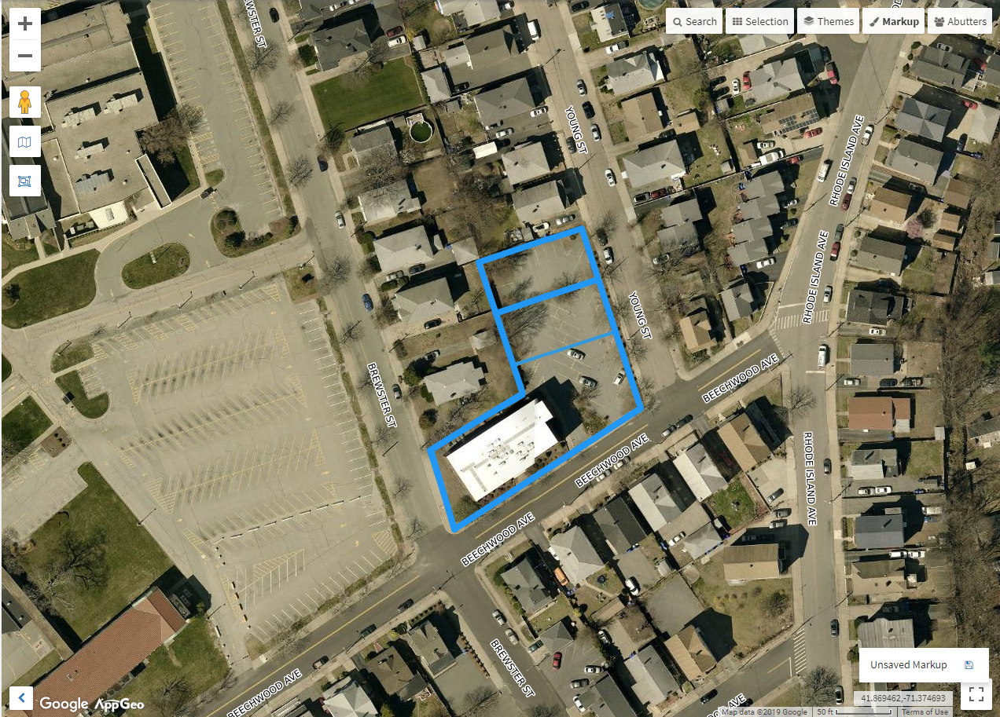 BREWSTER ST
Search
Selection
Themes
Markup
Abutters
YOUNG ST
RHODE ISLAND AVE
RHODE ISLAND AVE
YOUNG ST
BREWSTER ST
BEECHWOOD AVE
BEECHWOOD AVE
RHODE ISLAND AVE
BEECHWOOD AVE
BREWSTER ST
BEECHWOOD AVE
Unsaved Markup
41.869462,-71.374693
Google AppGeo
AVE
Map data ©2019 Google
50 ft
Terms of Use